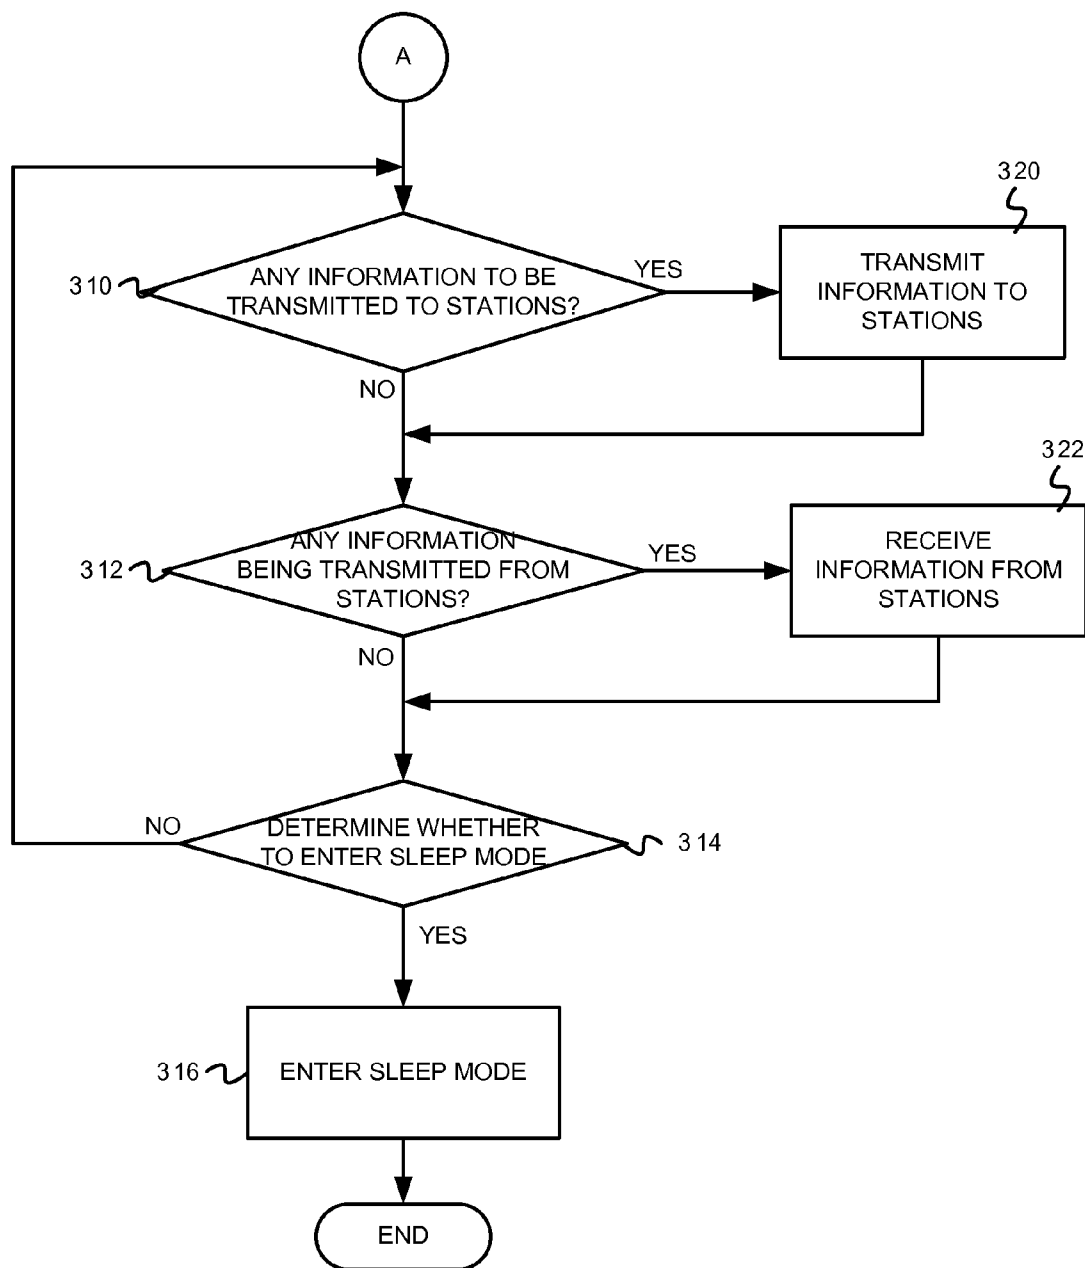 A
320
TRANSMIT
INFORMATION TO
STATIONS
310
ANY INFORMATION TO BE
TRANSMITTED TO STATIONS?
YES
NO
322
RECEIVE
INFORMATION FROM
STATIONS
312
ANY INFORMATION
BEING TRANSMITTED FROM
STATIONS?
YES
NO
NO
DETERMINE WHETHER
TO ENTER SLEEP MODE
314
YES
316
ENTER SLEEP MODE
END